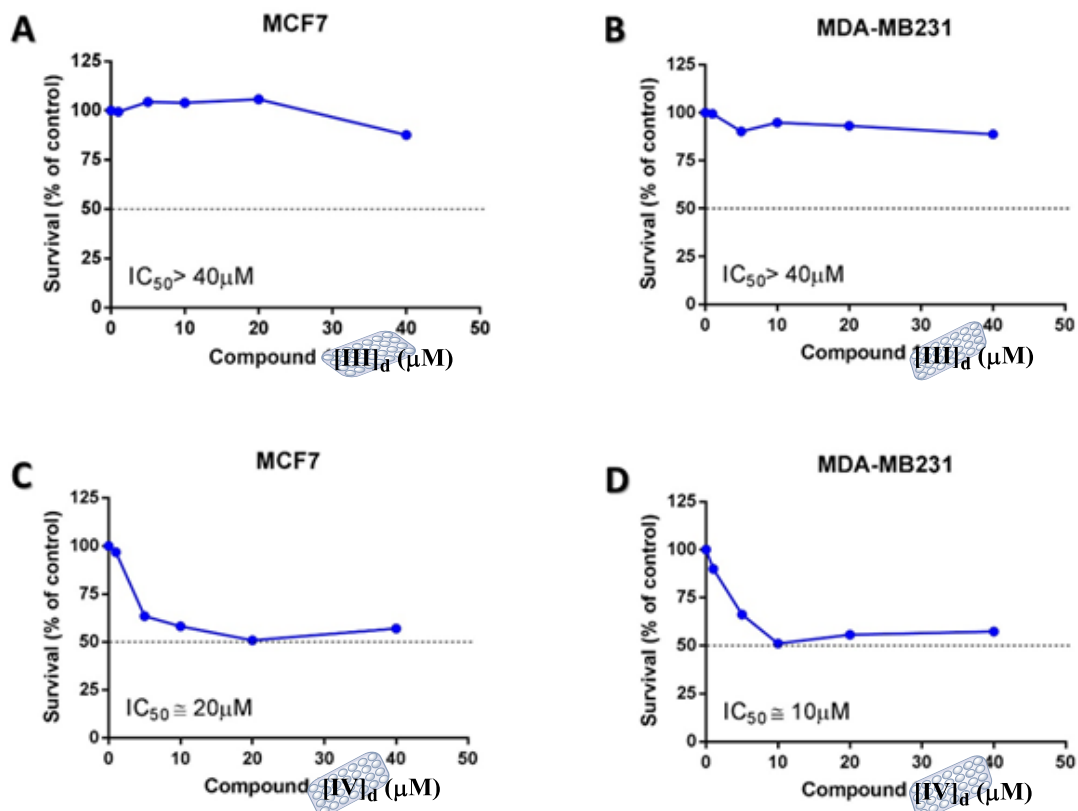 A
MCF7
Survival (% of control)
125
100
75
50
25
0
IC50> 40μM
0 10 20 30 40 50
Compound [III]d (μM)
B
MDA-MB231
Survival (% of control)
125
100
75
50
25
0
IC50> 40μM
0 10 20 30 40 50
Compound [III]d (μM)
C
MCF7
Survival (% of control)
125
100
75
50
25
0
IC50 ≅ 20μM
0 10 20 30 40 50
Compound [IV]d (μM)
D
MDA-MB231
Survival (% of control)
125
100
75
50
25
0
IC50 ≅ 10μM
0 10 20 30 40 50
Compound [IV]d (μM)